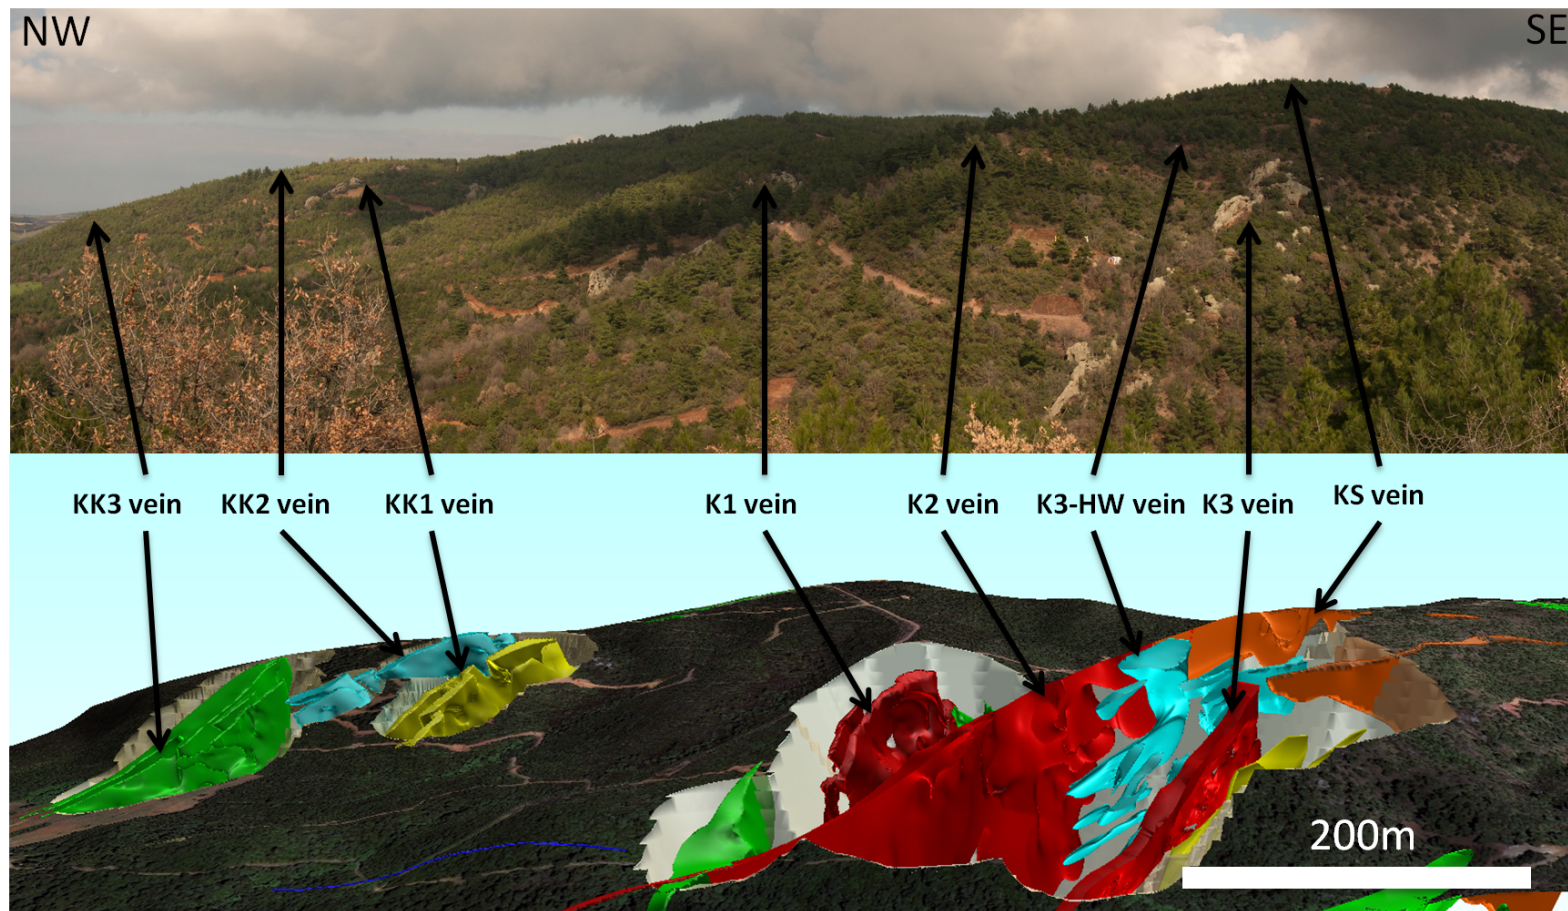 NW
SE
KK3 vein
KK2 vein
KK1 vein
K1 vein
K2 vein
K3-HW vein
K3 vein
KS vein
200m